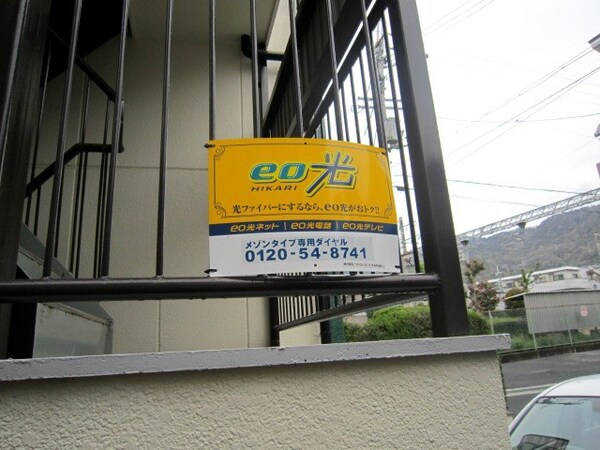 eo光
HIKARI
光ファイバーにするなら、eo光がおトク!!
eo光ネット eo光電話 eo光テレビ
メゾンタイプ専用ダイヤル
0120-54-8741